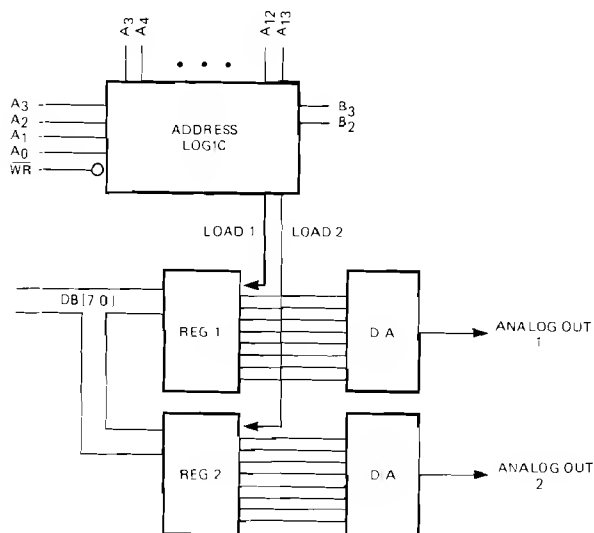 A3 A4 • • • A12 A13
A3
A2
A1
A0
WR
ADDRESS
LOGIC
B3
B2
LOAD 1 LOAD 2
DB[7 0]
REG 1
D A
ANALOG OUT
1
REG 2
D A
ANALOG OUT
2